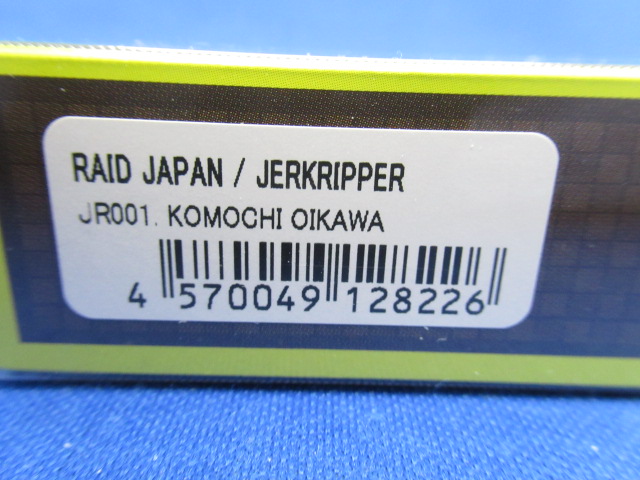 RAID JAPAN / JERKRIPPER
JR001. KOMOCHI OIKAWA
4 570049 128226